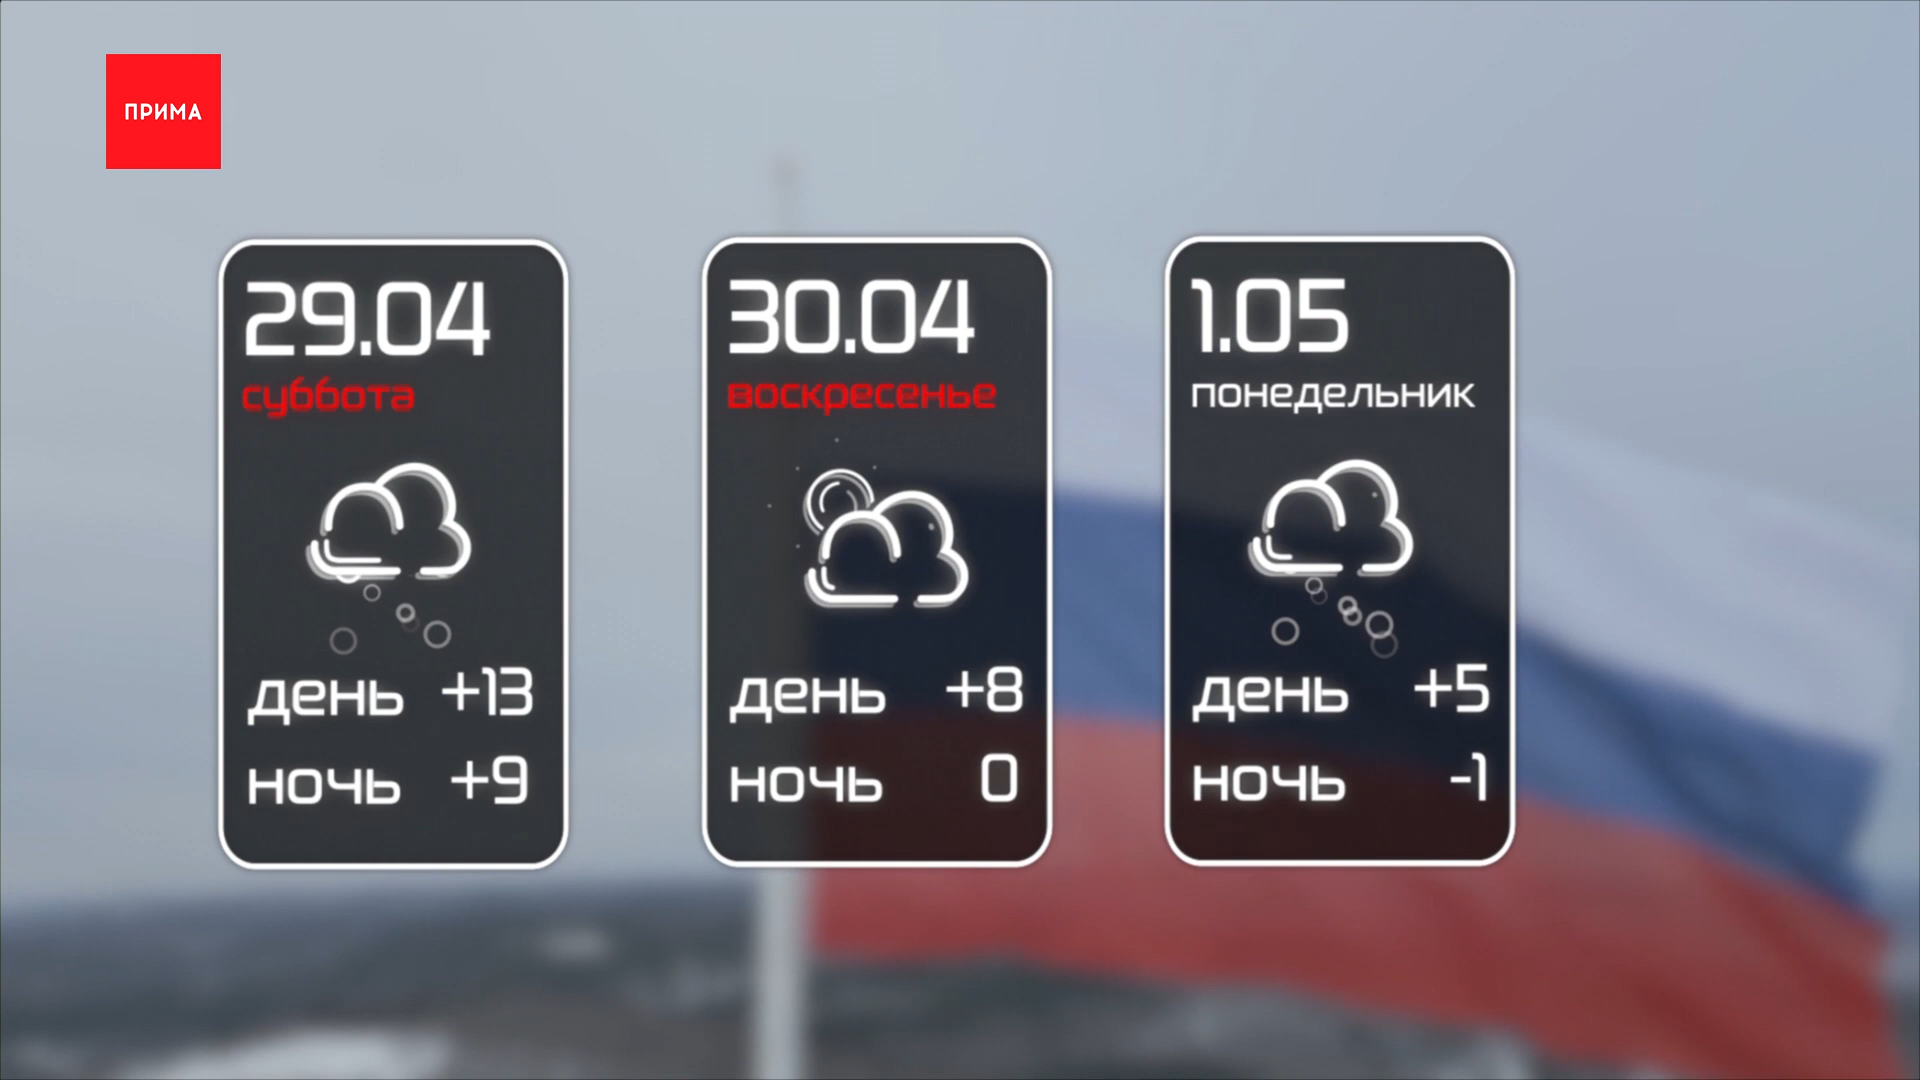 ПРИМА
29.04
суббота
день +13
ночь +9
30.04
воскресенье
день +8
ночь 0
1.05
понедельник
день +5
ночь -1